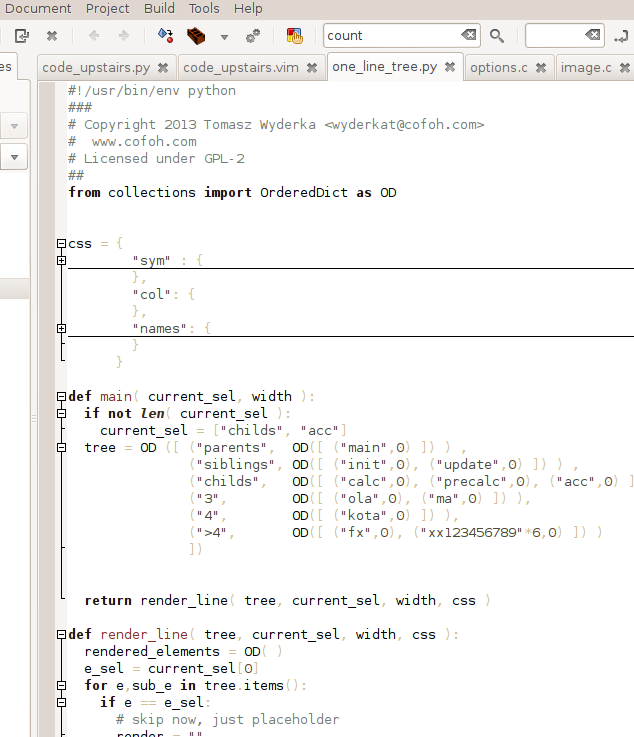 Document Project Build Tools Help
count
es code_upstairs.py code_upstairs.vim one_line_tree.py options.c image.c
#!/usr/bin/env python
###
# Copyright 2013 Tomasz Wyderka <wyderkat@cofoh.com>
#  www.cofoh.com
# Licensed under GPL-2
##
from collections import OrderedDict as OD
css = {
        "sym" : {
        },
        "col": {
        },
        "names": {
        }
      }
def main( current_sel, width ):
  if not len( current_sel ):
    current_sel = ["childs", "acc"]
  tree = OD ([ ("parents",  OD([ ("main",0) ]) ) ,
               ("siblings", OD([ ("init",0), ("update",0) ]) ) ,
               ("childs",   OD([ ("calc",0), ("precalc",0), ("acc",0) ]
               ("3",        OD([ ("ola",0), ("ma",0) ]) ),
               ("4",        OD([ ("kota",0) ]) ),
               (">4",       OD([ ("fx",0), ("xx123456789"*6,0) ]) )
               ])
  return render_line( tree, current_sel, width, css )
def render_line( tree, current_sel, width, css ):
  rendered_elements = OD( )
  e_sel = current_sel[0]
  for e,sub_e in tree.items():
    if e == e_sel:
      # skip now, just placeholder
      render = ""